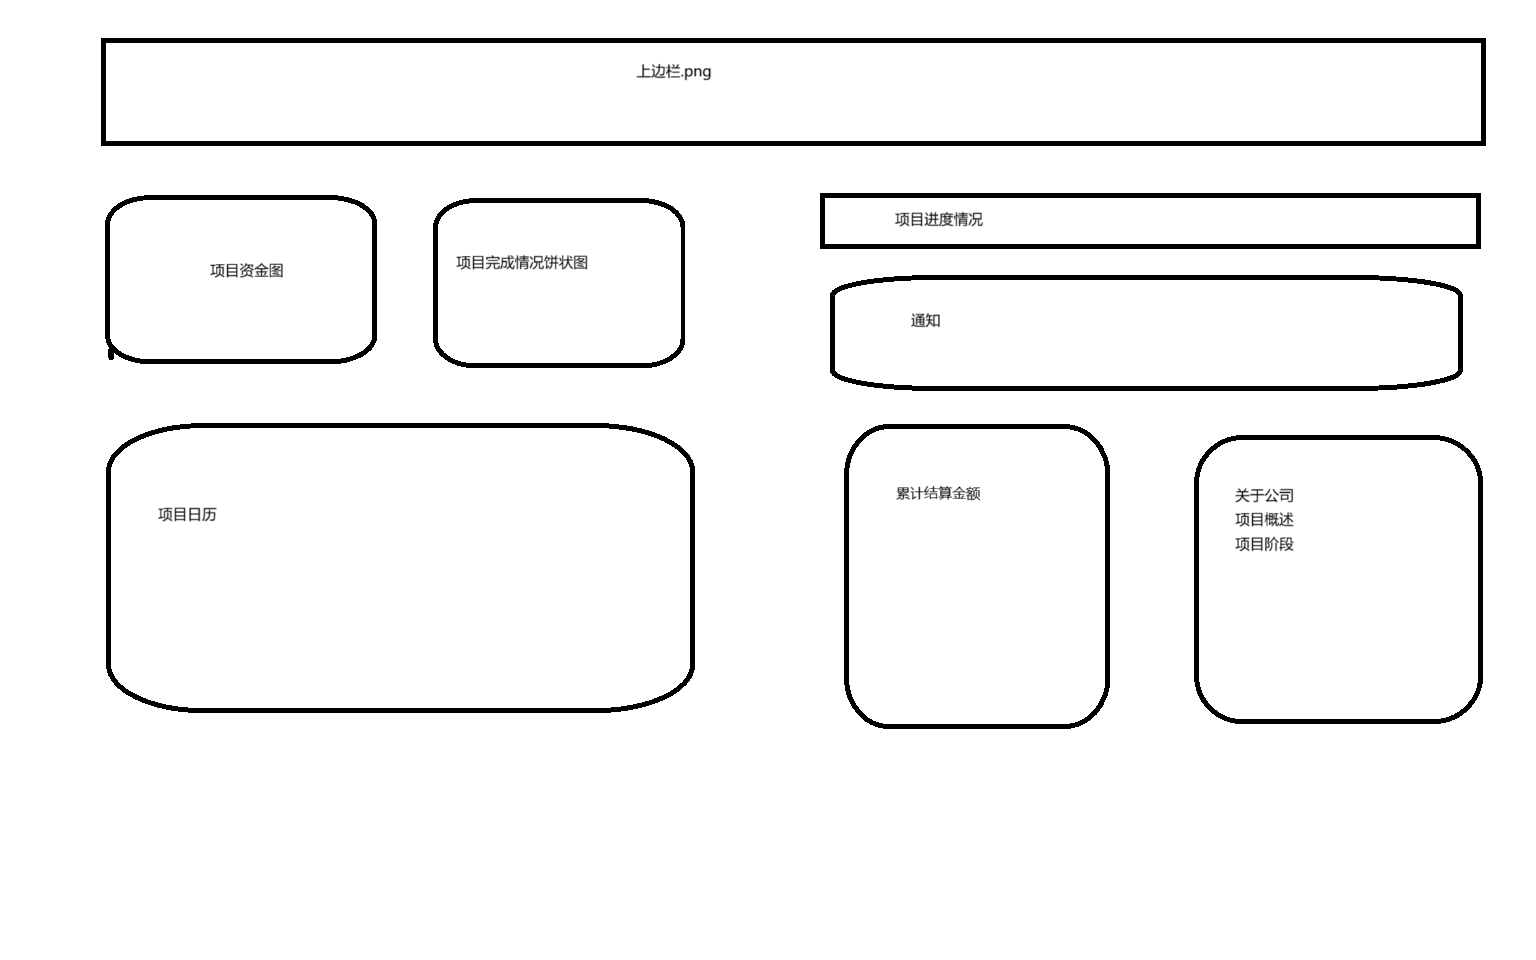 上边栏.png
项目资金图
项目完成情况饼状图
项目进度情况
通知
项目日历
累计结算金额
关于公司
项目概述
项目阶段